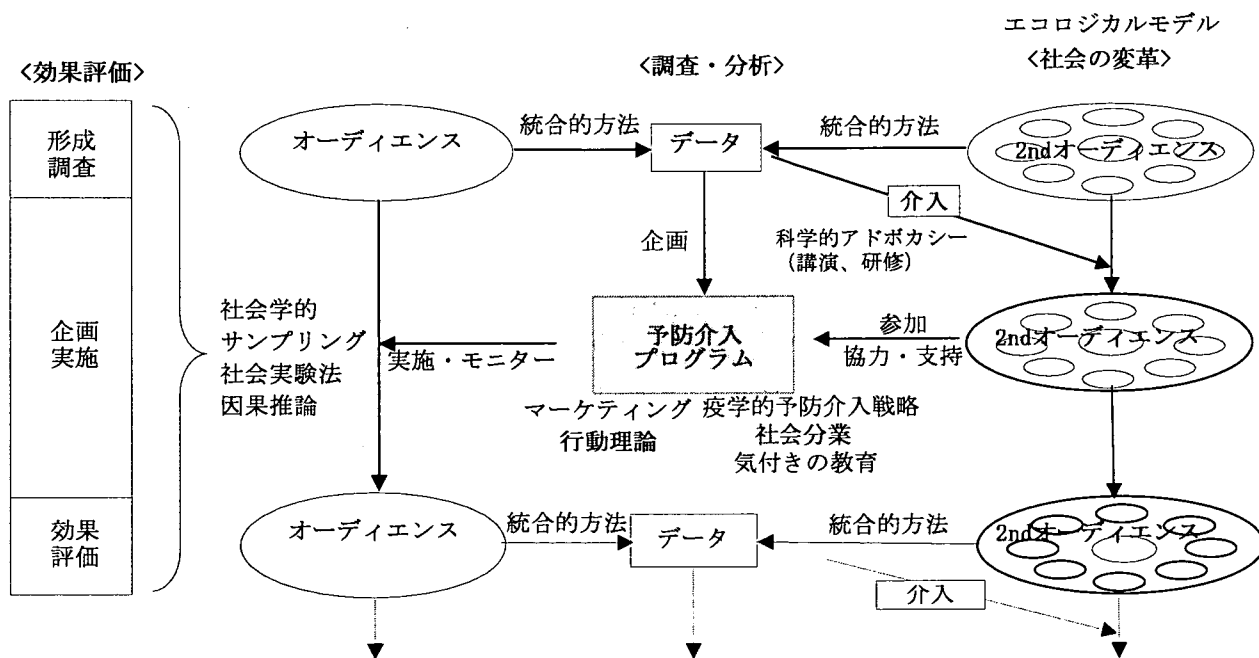 エコロジカルモデル
<効果評価>
<調査・分析>
<社会の変革>
形成
調査
オーディエンス
統合的方法
データ
統合的方法
2ndオーディエンス
介入
企画
科学的アドボカシー
(講演、研修)
企画
実施
社会学的
サンプリング
社会実験法
因果推論
実施・モニター
予防介入
プログラム
参加
協力・支持
2ndオーディエンス
マーケティング
行動理論
疫学的予防介入戦略
社会分業
気付きの教育
効果
評価
オーディエンス
統合的方法
データ
統合的方法
2ndオーディエンス
介入